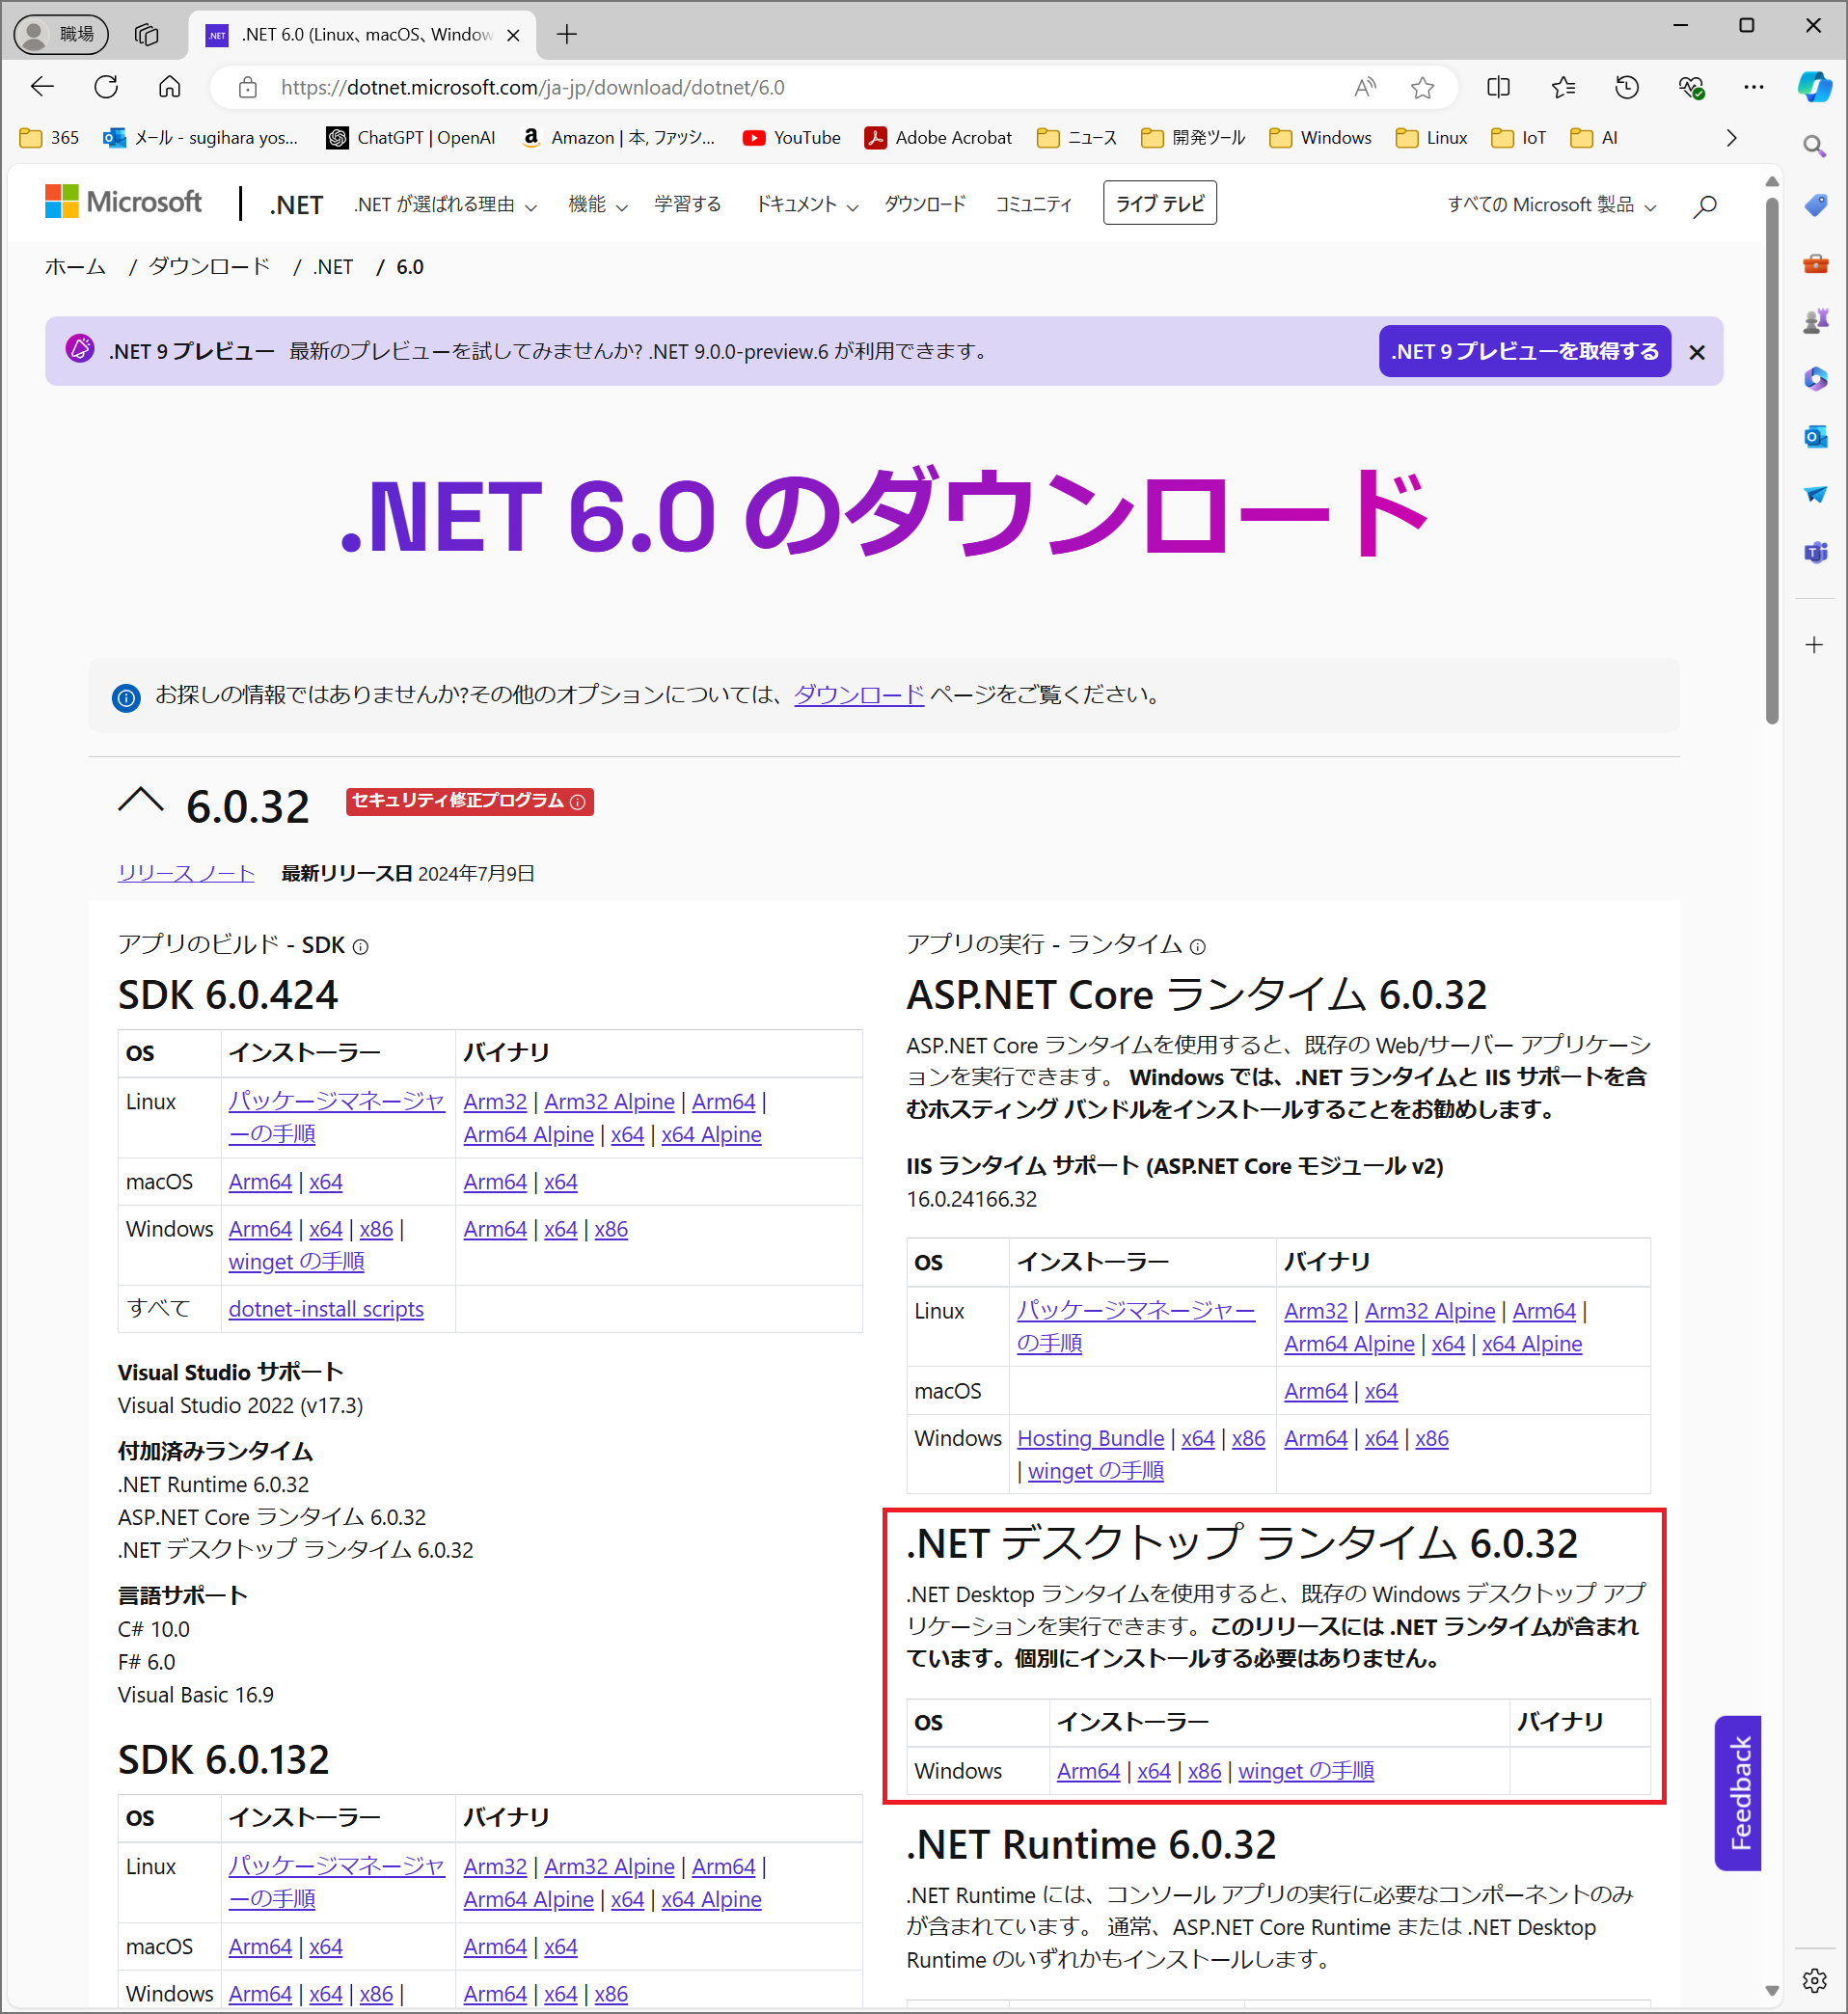 職場
.NET 6.0 (Linux、macOS、Window
https://dotnet.microsoft.com/ja-jp/download/dotnet/6.0
365
メール - sugihara yos...
ChatGPT | OpenAI
Amazon | 本, ファッシ...
YouTube
Adobe Acrobat
ニュース
開発ツール
Windows
Linux
IoT
AI
Microsoft
.NET
.NET が選ばれる理由
機能
学習する
ドキュメント
ダウンロード
コミュニティ
ライブ テレビ
すべての Microsoft 製品
ホーム / ダウンロード / .NET / 6.0
.NET 9 プレビュー 最新のプレビューを試してみませんか? .NET 9.0.0-preview.6 が利用できます。
.NET 9 プレビューを取得する
.NET 6.0 のダウンロード
お探しの情報ではありませんか?その他のオプションについては、ダウンロード ページをご覧ください。
6.0.32
セキュリティ修正プログラム
リリース ノート 最新リリース日 2024年7月9日
アプリのビルド - SDK
SDK 6.0.424
OS インストーラー バイナリ
Linux パッケージマネージャ Arm32 | Arm32 Alpine | Arm64 |
ーの手順 Arm64 Alpine | x64 | x64 Alpine
macOS Arm64 | x64 Arm64 | x64
Windows Arm64 | x64 | x86 | Arm64 | x64 | x86
winget の手順
すべて dotnet-install scripts
Visual Studio サポート
Visual Studio 2022 (v17.3)
付加済みランタイム
.NET Runtime 6.0.32
ASP.NET Core ランタイム 6.0.32
.NET デスクトップ ランタイム 6.0.32
言語サポート
C# 10.0
F# 6.0
Visual Basic 16.9
SDK 6.0.132
OS インストーラー バイナリ
Linux パッケージマネージャ Arm32 | Arm32 Alpine | Arm64 |
ーの手順 Arm64 Alpine | x64 | x64 Alpine
macOS Arm64 | x64 Arm64 | x64
Windows Arm64 | x64 | x86 | Arm64 | x64 | x86
アプリの実行 - ランタイム
ASP.NET Core ランタイム 6.0.32
ASP.NET Core ランタイムを使用すると、既存の Web/サーバー アプリケーシ
ョンを実行できます。 Windows では、.NET ランタイムと IIS サポートを含
むホスティング バンドルをインストールすることをお勧めします。
IIS ランタイム サポート (ASP.NET Core モジュール v2)
16.0.24166.32
OS インストーラー バイナリ
Linux パッケージマネージャー Arm32 | Arm32 Alpine | Arm64 |
の手順 Arm64 Alpine | x64 | x64 Alpine
macOS Arm64 | x64
Windows Hosting Bundle | x64 | x86 Arm64 | x64 | x86
| winget の手順
.NET デスクトップ ランタイム 6.0.32
.NET Desktop ランタイムを使用すると、既存の Windows デスクトップ アプ
リケーションを実行できます。このリリースには .NET ランタイムが含まれ
ています。個別にインストールする必要はありません。
OS インストーラー バイナリ
Windows Arm64 | x64 | x86 | winget の手順
.NET Runtime 6.0.32
.NET Runtime には、コンソール アプリの実行に必要なコンポーネントのみ
が含まれています。 通常、ASP.NET Core Runtime または .NET Desktop
Runtime のいずれかもインストールします。
Feedback